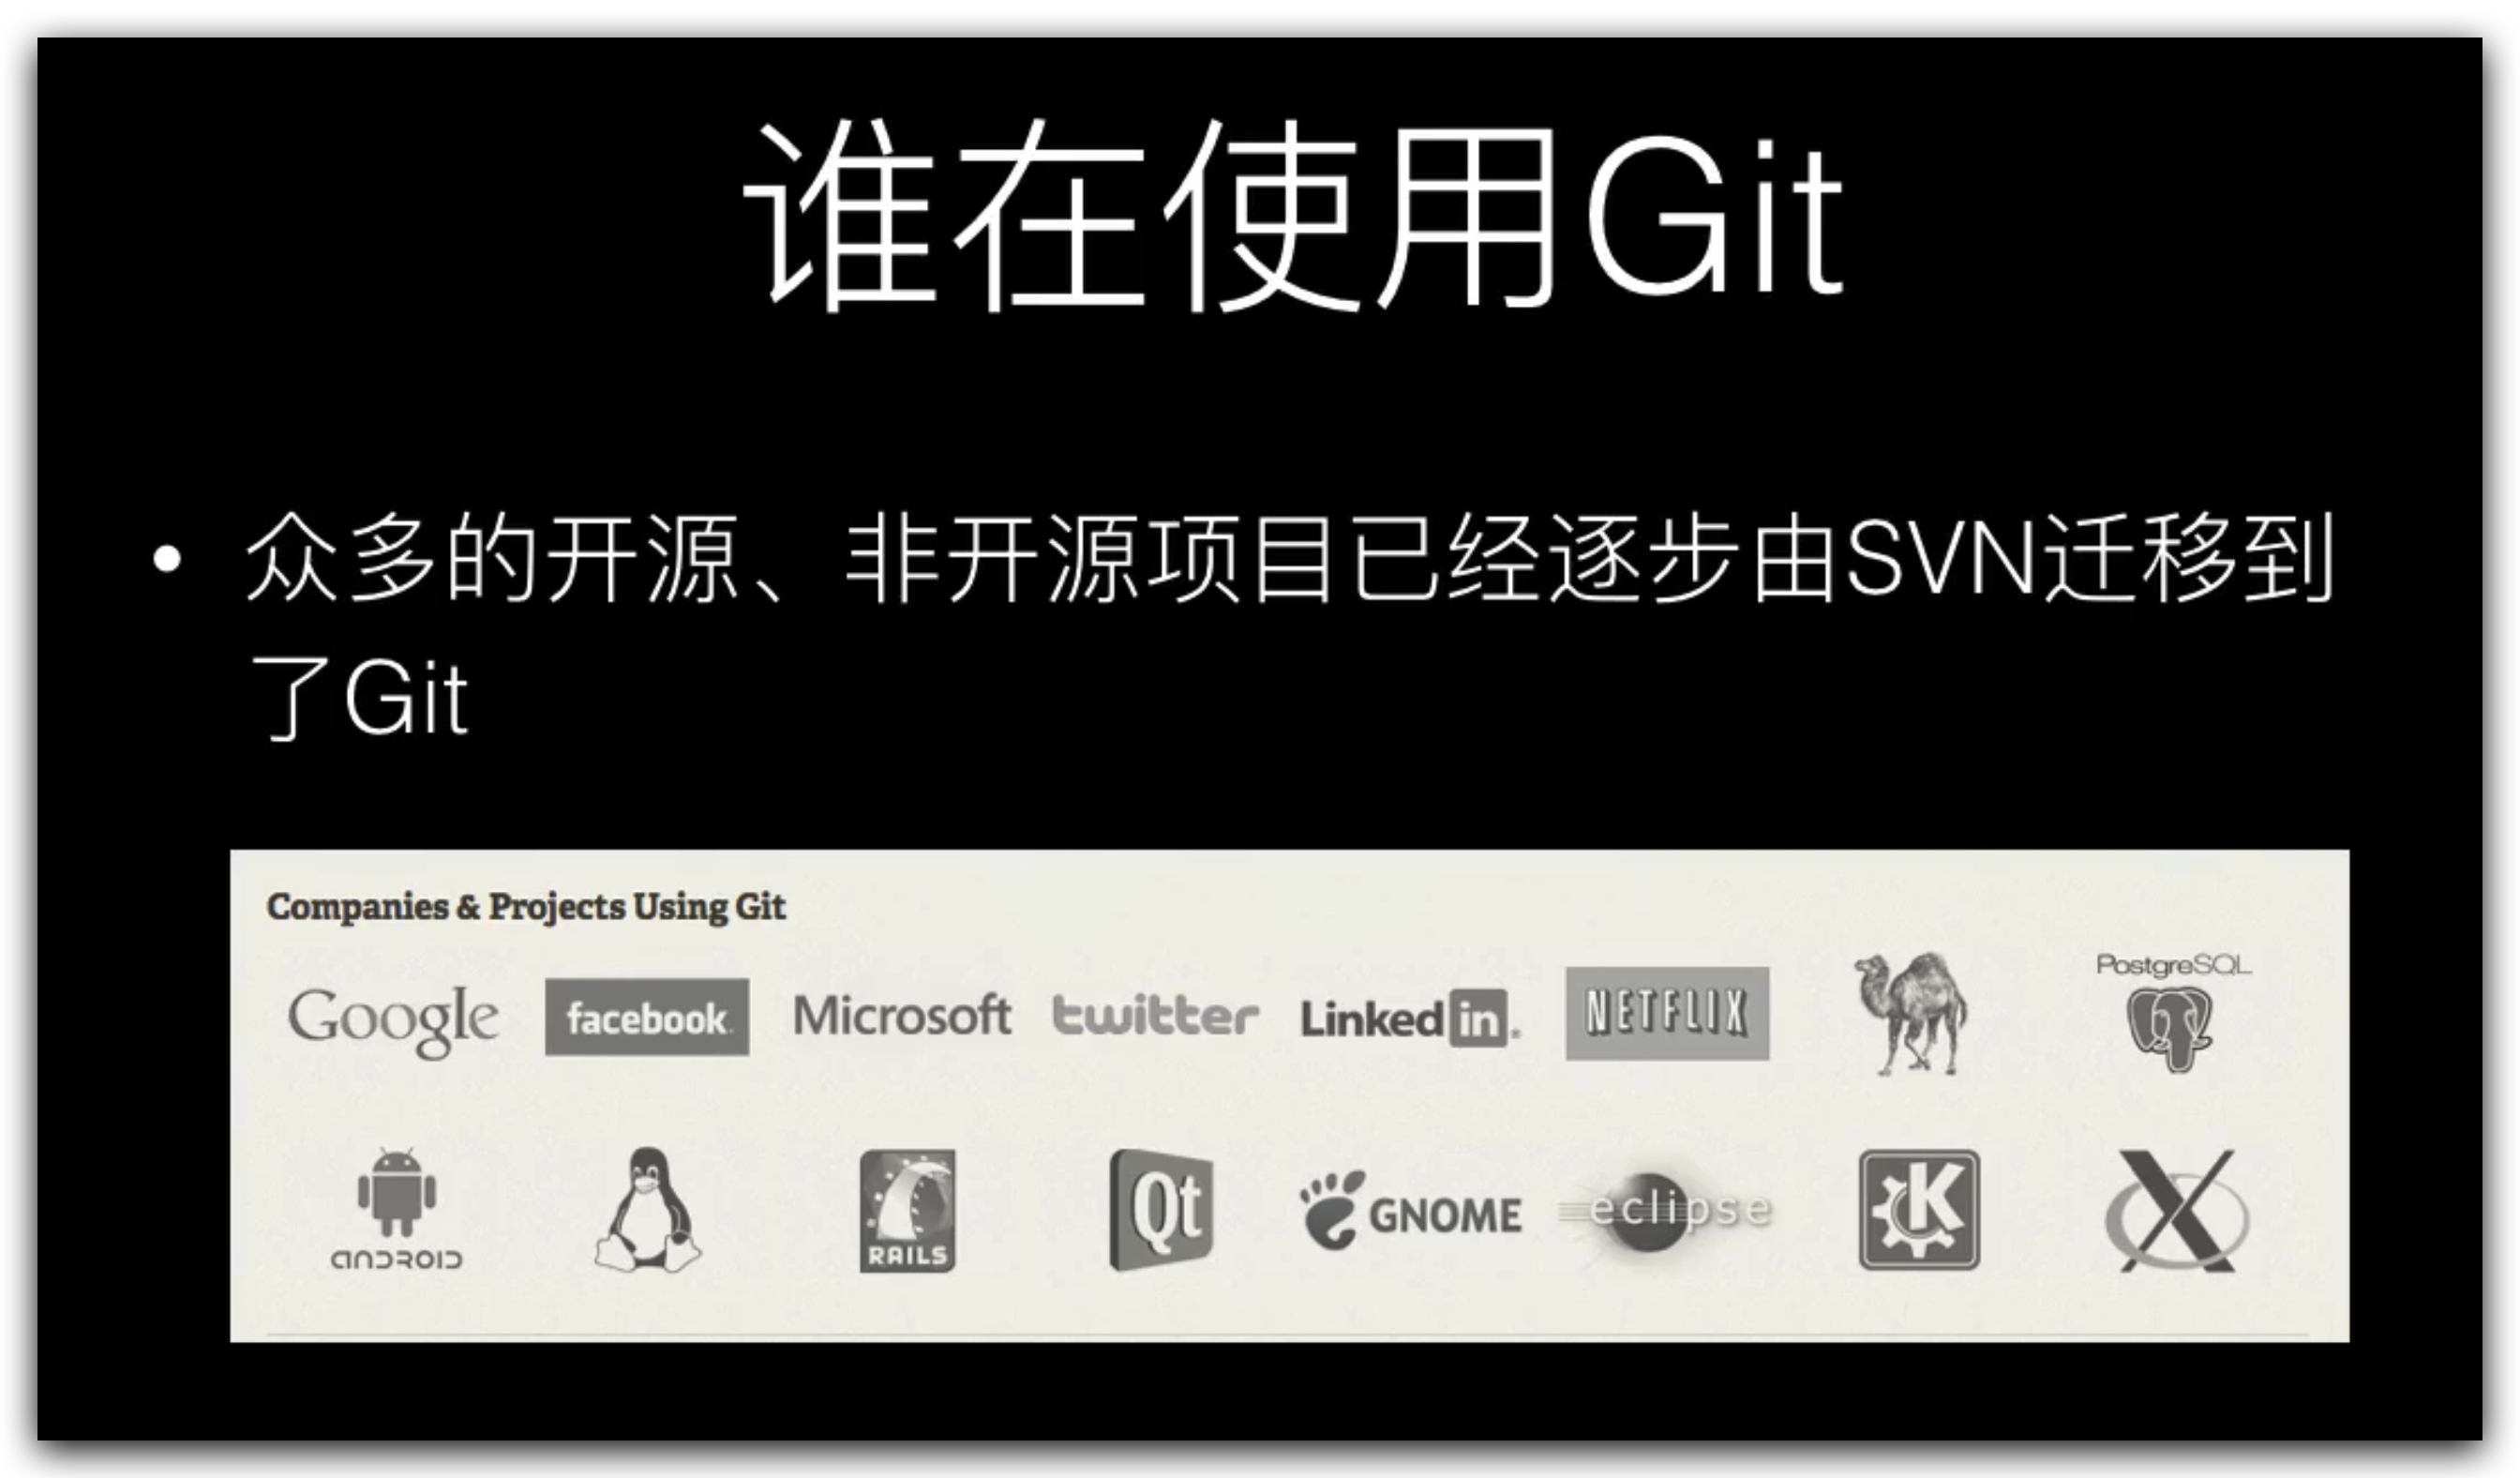 谁在使用Git
• 众多的开源、非开源项目已经逐步由SVN迁移到
了Git
Companies & Projects Using Git
Google facebook. Microsoft twitter Linked in. NETFLIX PostgreSQL
ANDROID RAILS Qt GNOME eclipse K X